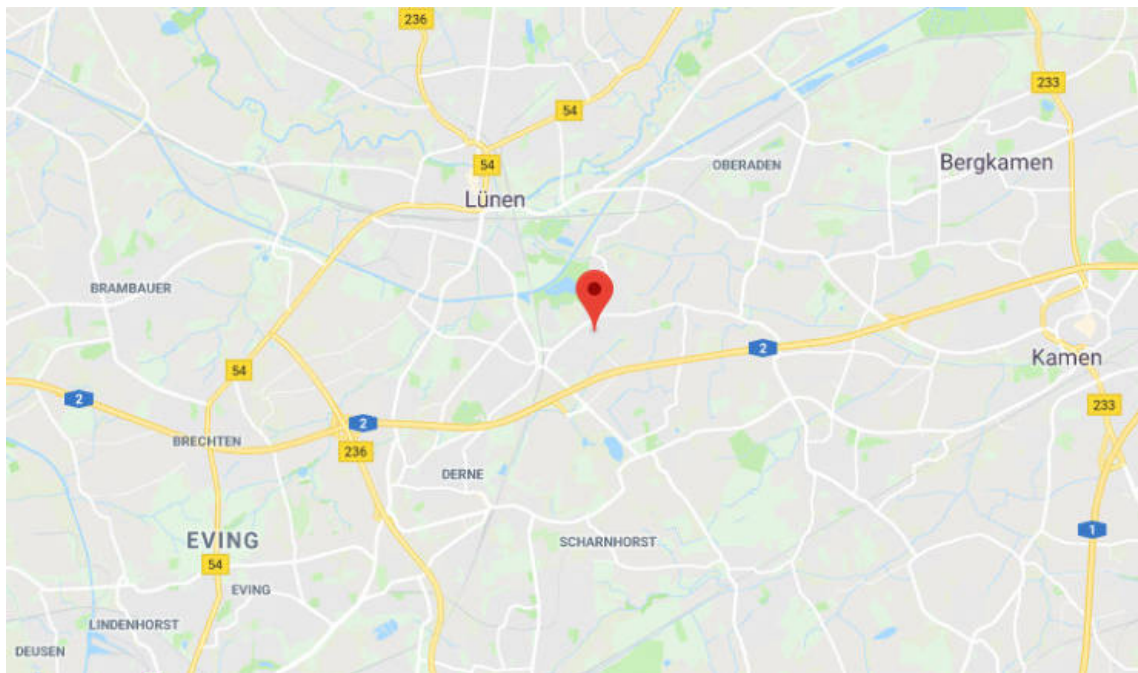 236
233
54
54
OBERADEN
Bergkamen
Lünen
BRAMBAUER
2
Kamen
54
2
233
2
BRECHTEN
236
DERNE
1
EVING
SCHARNHORST
54
EVING
LINDENHORST
DEUSEN